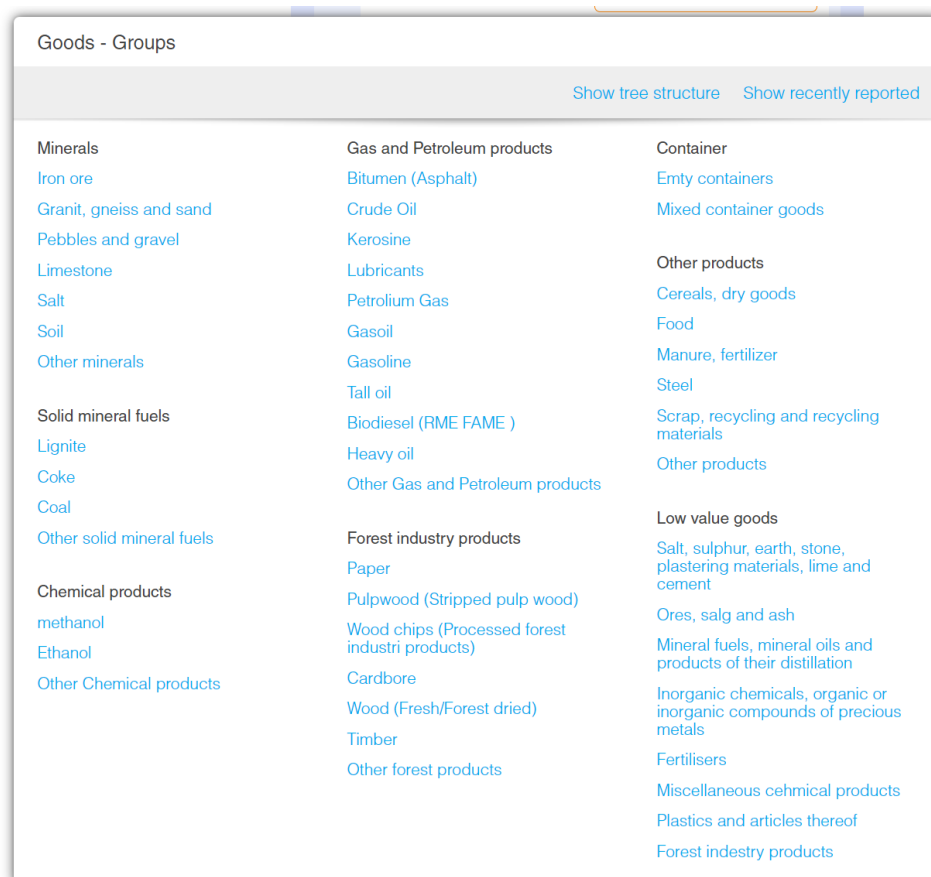 Goods - Groups
Show tree structure
Show recently reported
Minerals
Iron ore
Granit, gneiss and sand
Pebbles and gravel
Limestone
Salt
Soil
Other minerals
Solid mineral fuels
Lignite
Coke
Coal
Other solid mineral fuels
Chemical products
methanol
Ethanol
Other Chemical products
Gas and Petroleum products
Bitumen (Asphalt)
Crude Oil
Kerosine
Lubricants
Petrolium Gas
Gasoil
Gasoline
Tall oil
Biodiesel (RME FAME )
Heavy oil
Other Gas and Petroleum products
Forest industry products
Paper
Pulpwood (Stripped pulp wood)
Wood chips (Processed forest
industri products)
Cardbore
Wood (Fresh/Forest dried)
Timber
Other forest products
Container
Emty containers
Mixed container goods
Other products
Cereals, dry goods
Food
Manure, fertilizer
Steel
Scrap, recycling and recycling
materials
Other products
Low value goods
Salt, sulphur, earth, stone,
plastering materials, lime and
cement
Ores, salg and ash
Mineral fuels, mineral oils and
products of their distillation
Inorganic chemicals, organic or
inorganic compounds of precious
metals
Fertilisers
Miscellaneous cehmical products
Plastics and articles thereof
Forest indestry products